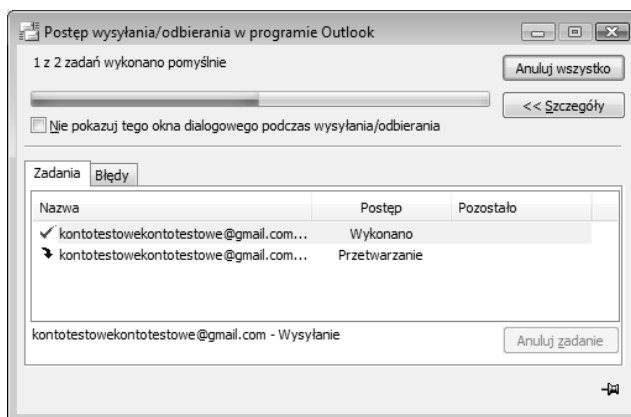 Postęp wysyłania/odbierania w programie Outlook
1 z 2 zadań wykonano pomyślnie
Anuluj wszystko
<< Szczegóły
Nie pokazuj tego okna dialogowego podczas wysyłania/odbierania
Zadania Błędy
Nazwa Postęp Pozostało
kontotestowekontotestowe@gmail.com... Wykonano
kontotestowekontotestowe@gmail.com... Przetwarzanie
kontotestowekontotestowe@gmail.com - Wysyłanie
Anuluj zadanie